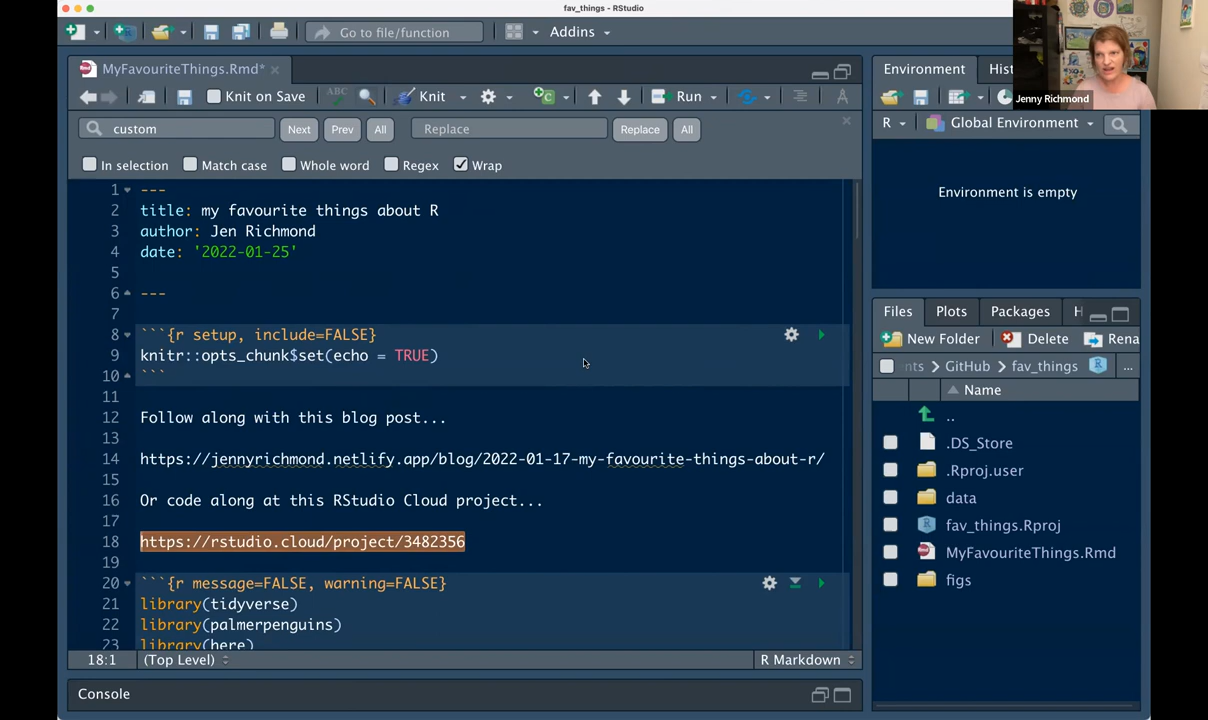 fav_things - RStudio
Go to file/function
Addins
MyFavouriteThings.Rmd*
Knit on Save
ABC
Knit
Run
custom
Next
Prev
All
Replace
Replace
All
In selection
Match case
Whole word
Regex
Wrap
1 ---
2 title: my favourite things about R
3 author: Jen Richmond
4 date: '2022-01-25'
5
6 ---
7
8 ```{r setup, include=FALSE}
9 knitr::opts_chunk$set(echo = TRUE)
10 ```
11
12 Follow along with this blog post...
13
14 https://jennyrichmond.netlify.app/blog/2022-01-17-my-favourite-things-about-r/
15
16 Or code along at this RStudio Cloud project...
17
18 https://rstudio.cloud/project/3482356
19
20 ```{r message=FALSE, warning=FALSE}
21 library(tidyverse)
22 library(palmerpenguins)
23 library(here)
18:1 (Top Level) R Markdown
Console
Jenny Richmond
Environment
Hist
R
Global Environment
Environment is empty
Files
Plots
Packages
H
New Folder
Delete
Rena
nts
GitHub
fav_things
R
...
Name
..
.DS_Store
.Rproj.user
data
fav_things.Rproj
MyFavouriteThings.Rmd
figs